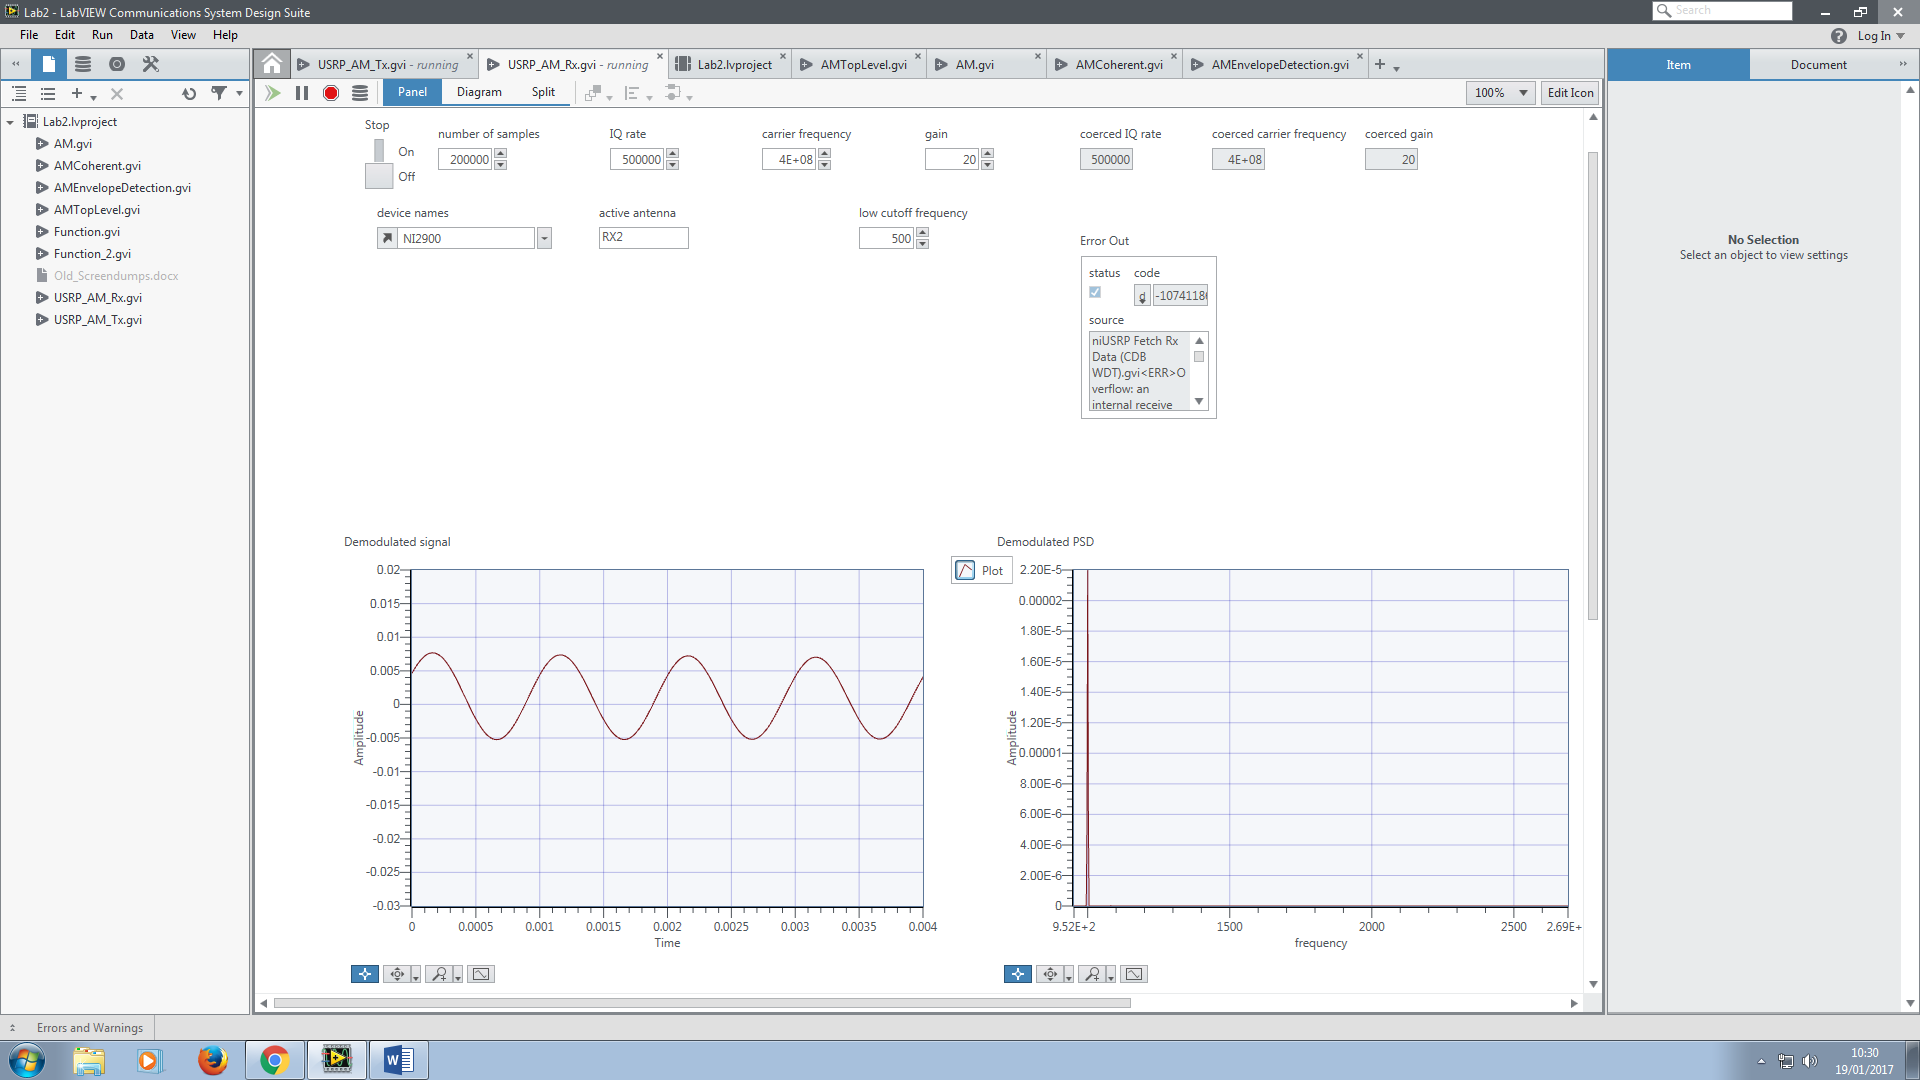 Lab2 - LabVIEW Communications System Design Suite
Search
File Edit Run Data View Help
Log In
USRP_AM_Tx.gvi - running
USRP_AM_Rx.gvi - running
Lab2.lvproject
AMTopLevel.gvi
AM.gvi
AMCoherent.gvi
AMEnvelopeDetection.gvi
Item
Document
Panel
Diagram
Split
100%
Edit Icon
Lab2.lvproject
AM.gvi
AMCoherent.gvi
AMEnvelopeDetection.gvi
AMTopLevel.gvi
Function.gvi
Function_2.gvi
Old_Screendumps.docx
USRP_AM_Rx.gvi
USRP_AM_Tx.gvi
Stop
On
Off
number of samples
200000
IQ rate
500000
carrier frequency
4E+08
gain
20
coerced IQ rate
500000
coerced carrier frequency
4E+08
coerced gain
20
device names
NI2900
active antenna
RX2
low cutoff frequency
500
Error Out
status
code
d
-10741186
source
niUSRP Fetch Rx
Data (CDB
WDT).gvi<ERR>O
verflow: an
internal receive
No Selection
Select an object to view settings
Demodulated signal
0.02
0.015
0.01
0.005
0
-0.005
-0.01
-0.015
-0.02
-0.025
-0.03
Amplitude
0 0.0005 0.001 0.0015 0.002 0.0025 0.003 0.0035 0.004
Time
Demodulated PSD
Plot
2.20E-5
0.00002
1.80E-5
1.60E-5
1.40E-5
1.20E-5
0.00001
8.00E-6
6.00E-6
4.00E-6
2.00E-6
0
Amplitude
9.52E+2 1500 2000 2500 2.69E+
frequency
Errors and Warnings
10:30
19/01/2017